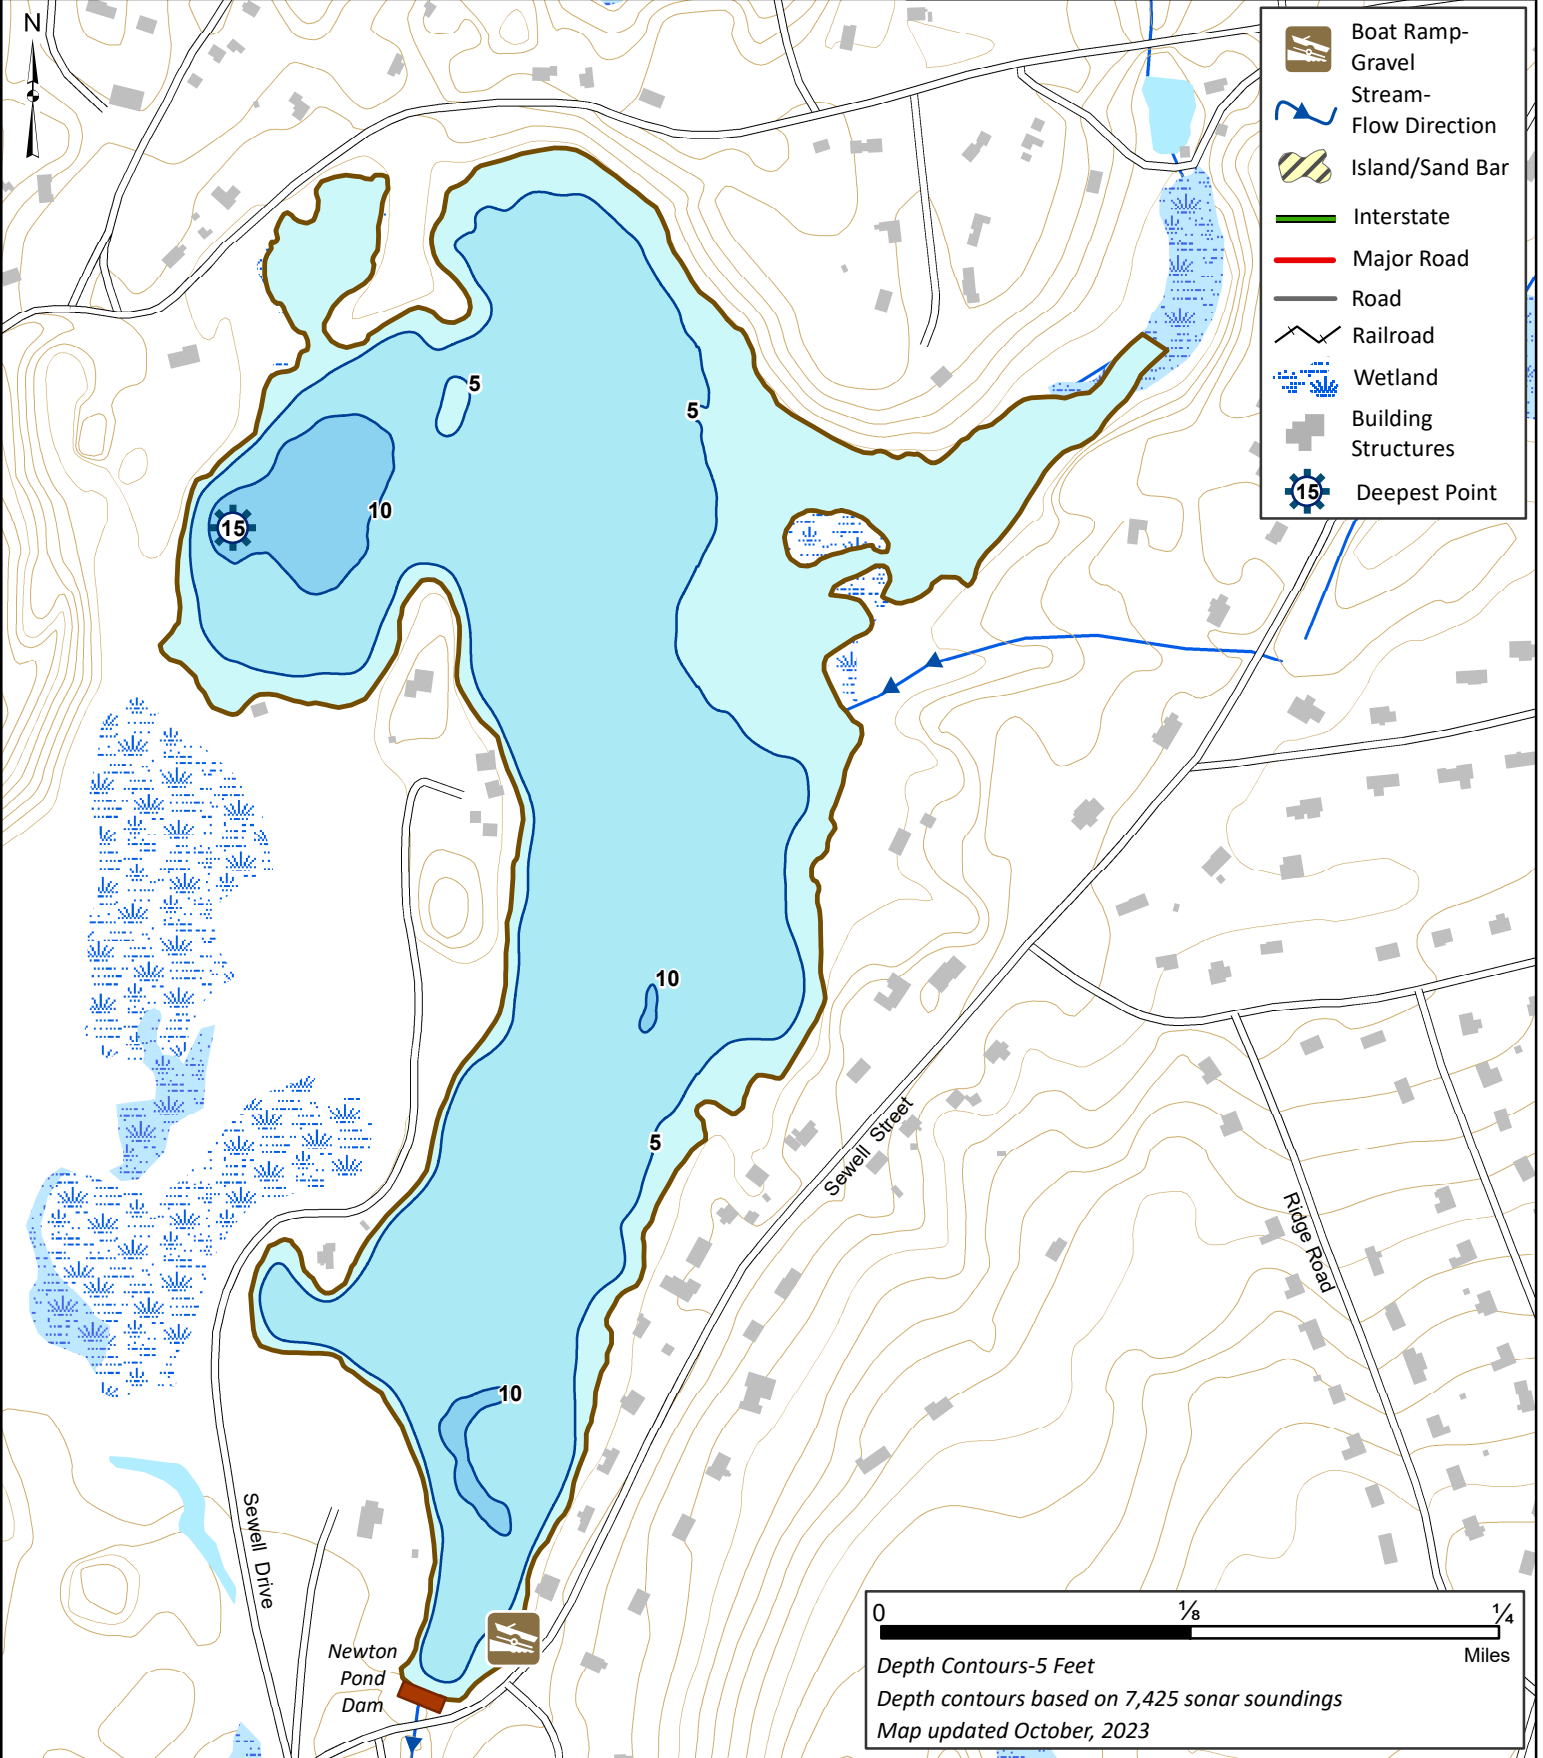 N
Boat Ramp-
Gravel
Stream-
Flow Direction
Island/Sand Bar
Interstate
Major Road
Road
Railroad
Wetland
Building
Structures
15 Deepest Point
5
5
10
15
10
5
Sewell Street
Ridge Road
10
Sewell Drive
Newton
Pond
Dam
0 ⅛ ¼
Miles
Depth Contours-5 Feet
Depth contours based on 7,425 sonar soundings
Map updated October, 2023